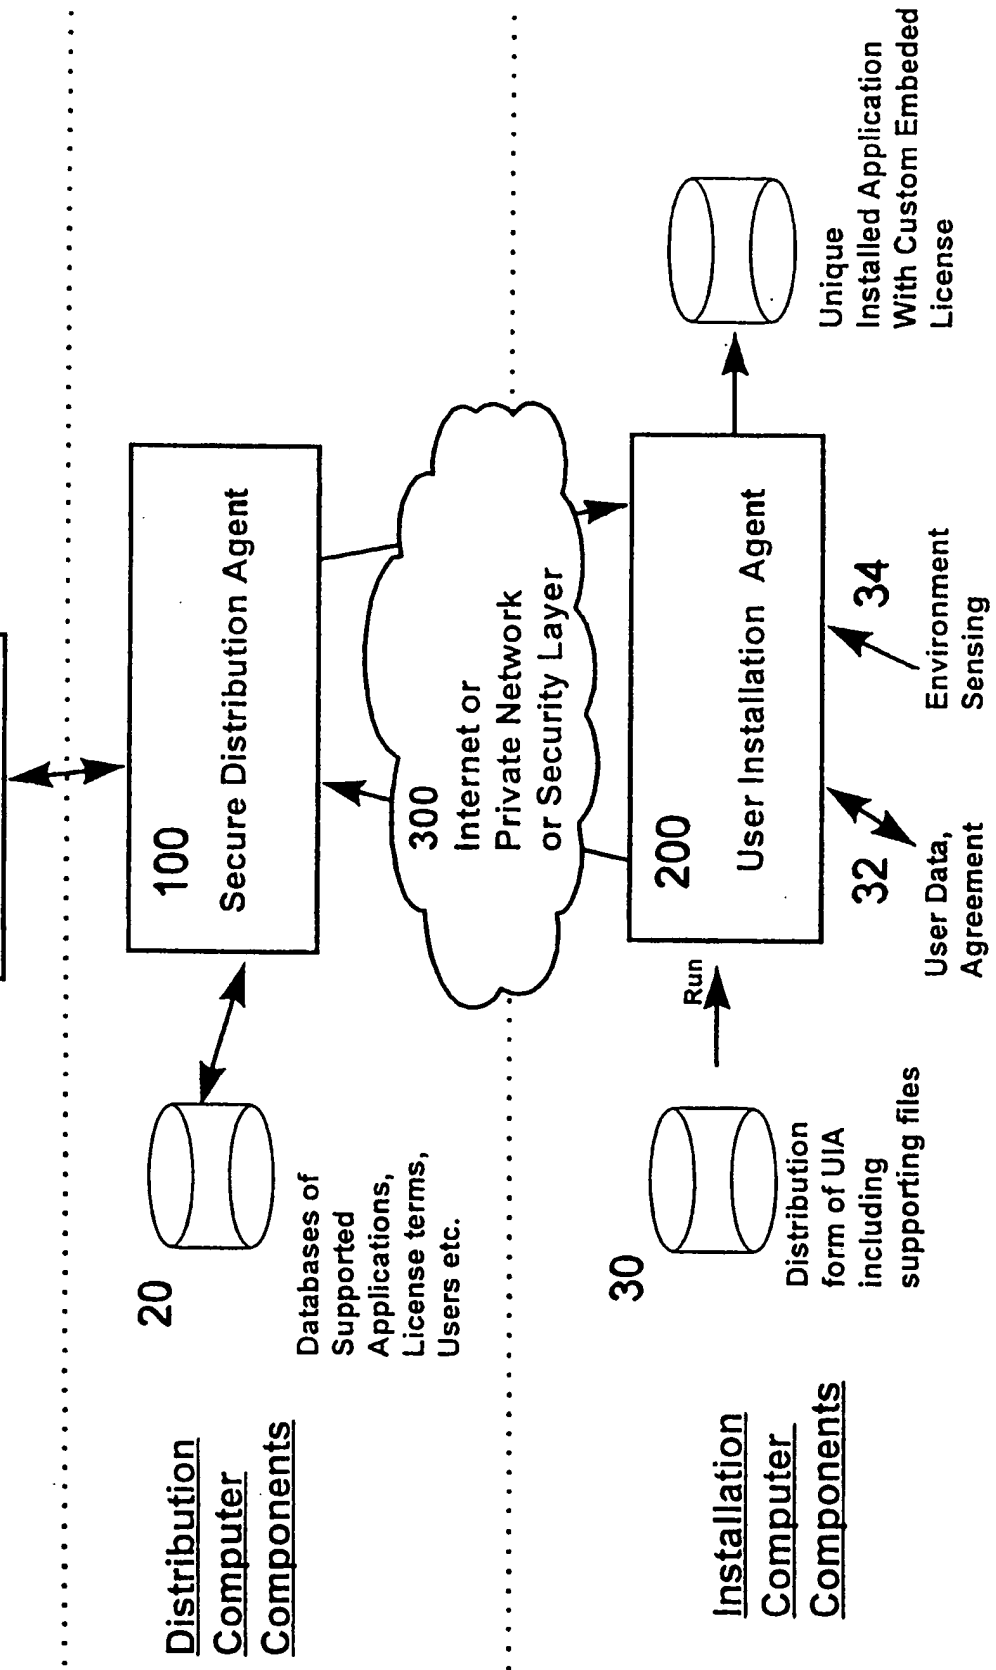 Distribution
Computer
Components
20
Databases of
Supported
Applications,
License terms,
Users etc.
100
Secure Distribution Agent
300
Internet or
Private Network
or Security Layer
Installation
Computer
Components
30
Distribution
form of UIA
including
supporting files
Run
200
User Installation Agent
32
User Data,
Agreement
34
Environment
Sensing
Unique
Installed Application
With Custom Embeded
License